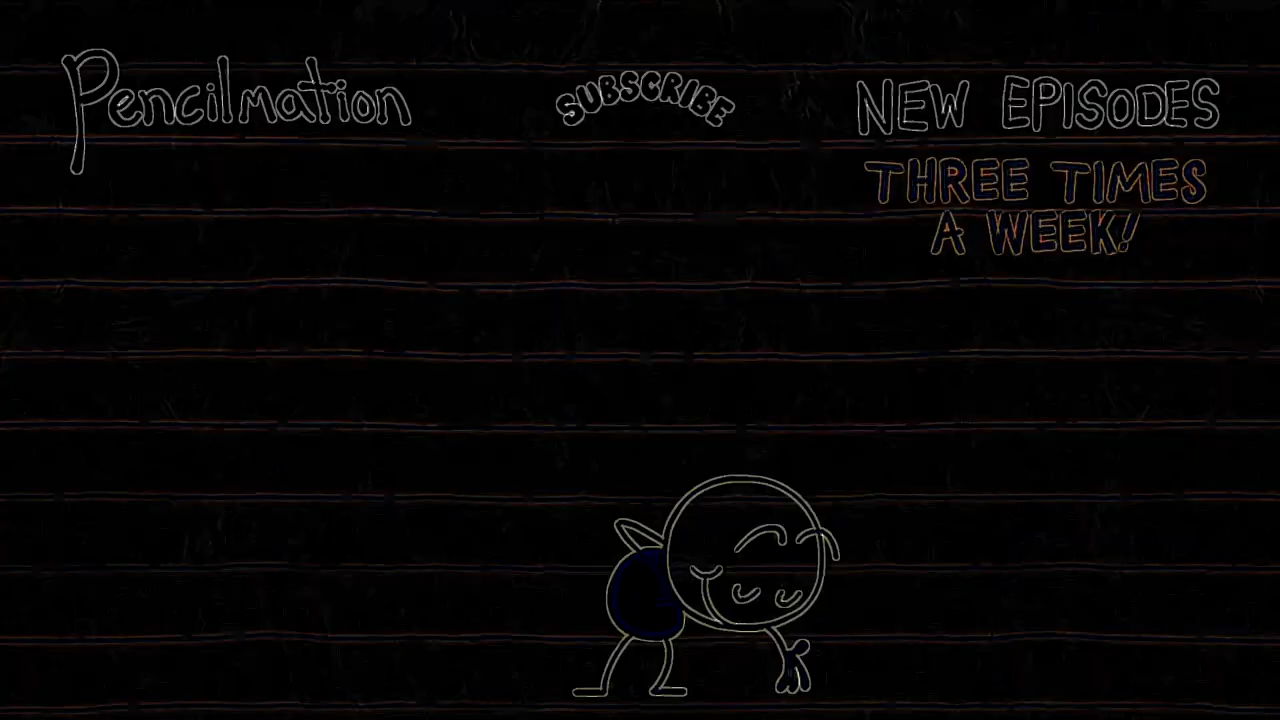 Pencilmation
SUBSCRIBE
NEW EPISODES
THREE TIMES
A WEEK!